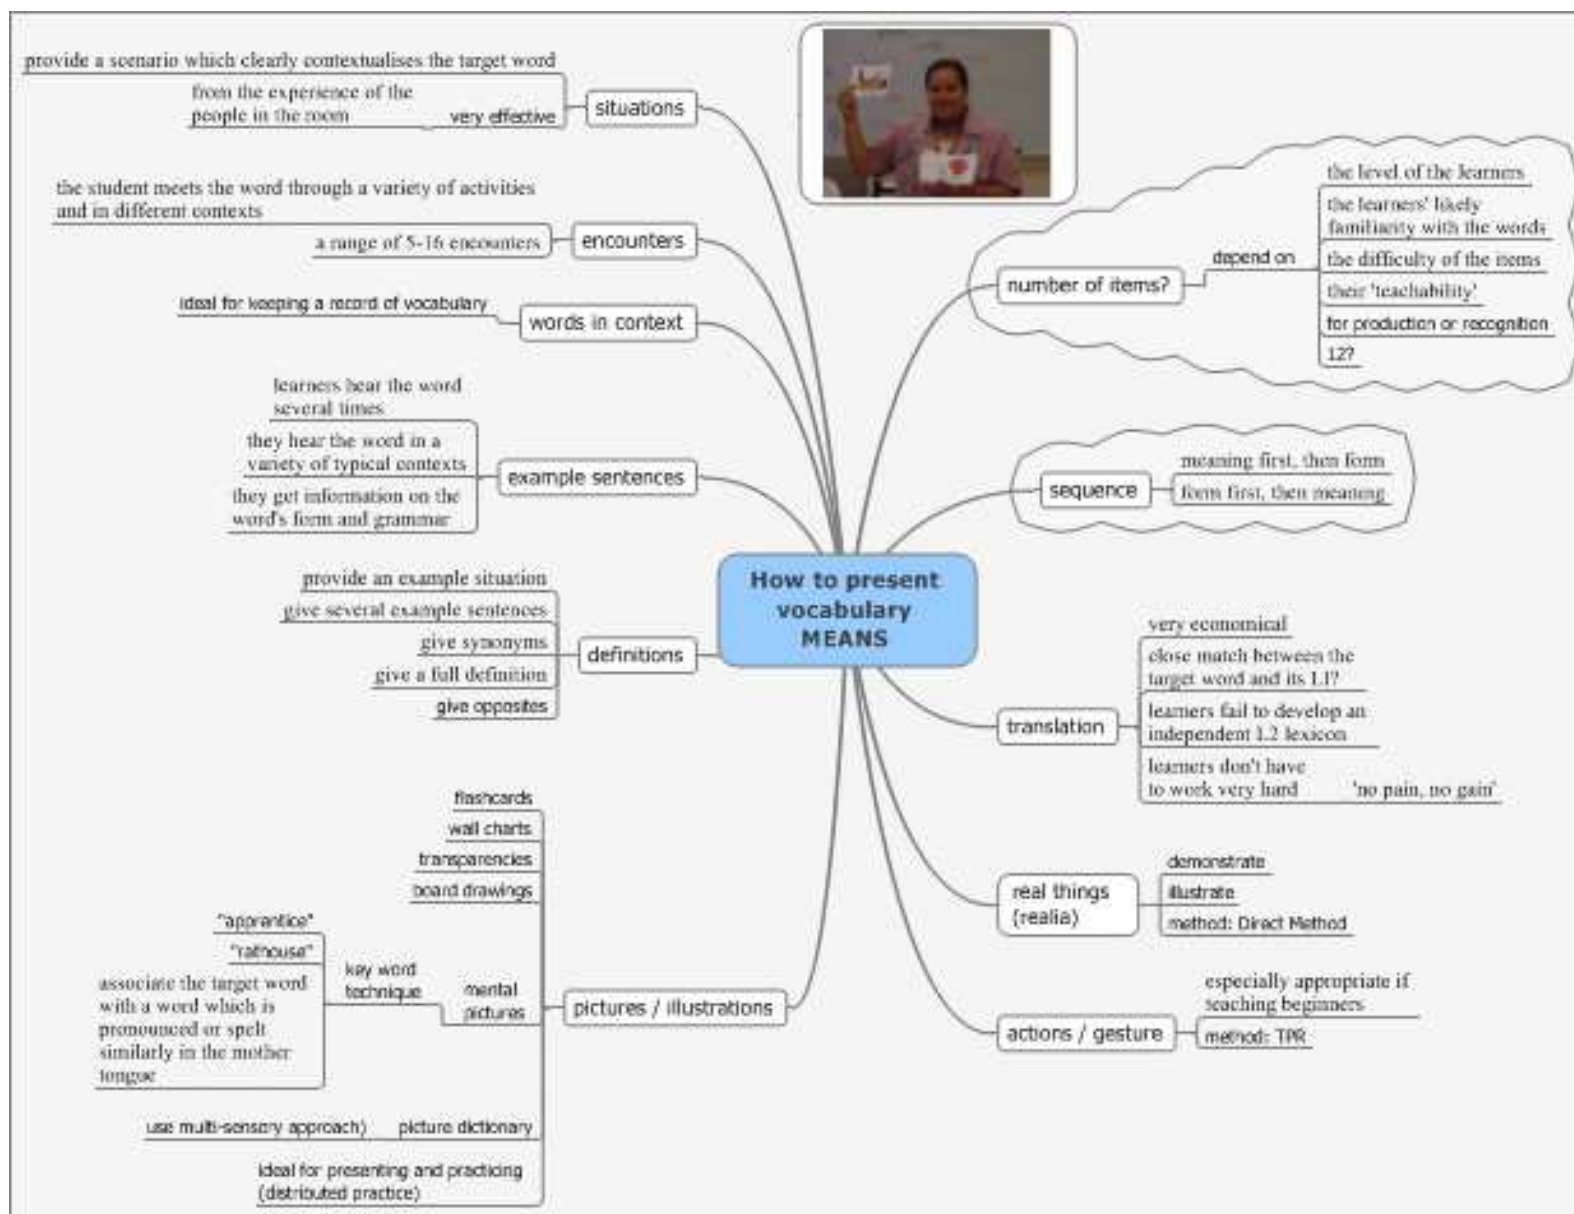 provide a scenario which clearly contextualises the target word
from the experience of the
people in the room
very effective
situations
the student meets the word through a variety of activities
and in different contexts
a range of 5-16 encounters
encounters
ideal for keeping a record of vocabulary
words in context
learners hear the word
several times
they hear the word in a
variety of typical contexts
they get information on the
word's form and grammar
example sentences
provide an example situation
give several example sentences
give synonyms
give a full definition
give opposites
definitions
flashcards
wall charts
transparencies
board drawings
"apprentice"
"rathouse"
associate the target word
with a word which is
pronounced or spelt
similarly in the mother
tongue
key word
technique
mental
pictures
use multi-sensory approach)
picture dictionary
ideal for presenting and practicing
(distributed practice)
pictures / illustrations
How to present
vocabulary
MEANS
number of items?
depend on
the level of the learners
the learners' likely
familiarity with the words
the difficulty of the items
their 'teachability'
for production or recognition
12?
sequence
meaning first, then form
form first, then meaning
translation
very economical
close match between the
target word and its L1?
learners fail to develop an
independent L2 lexicon
learners don't have
to work very hard
'no pain, no gain'
real things
(realia)
demonstrate
illustrate
method: Direct Method
actions / gesture
especially appropriate if
teaching beginners
method: TPR